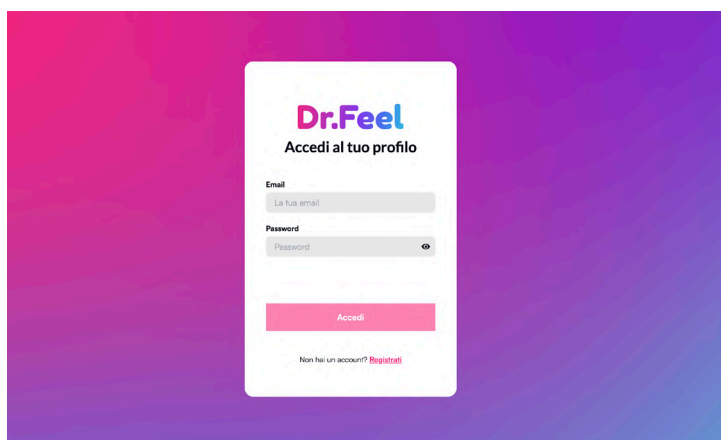 Dr.Feel
Accedi al tuo profilo
Email
La tua email
Password
Password
Accedi
Non hai un account? Registrati